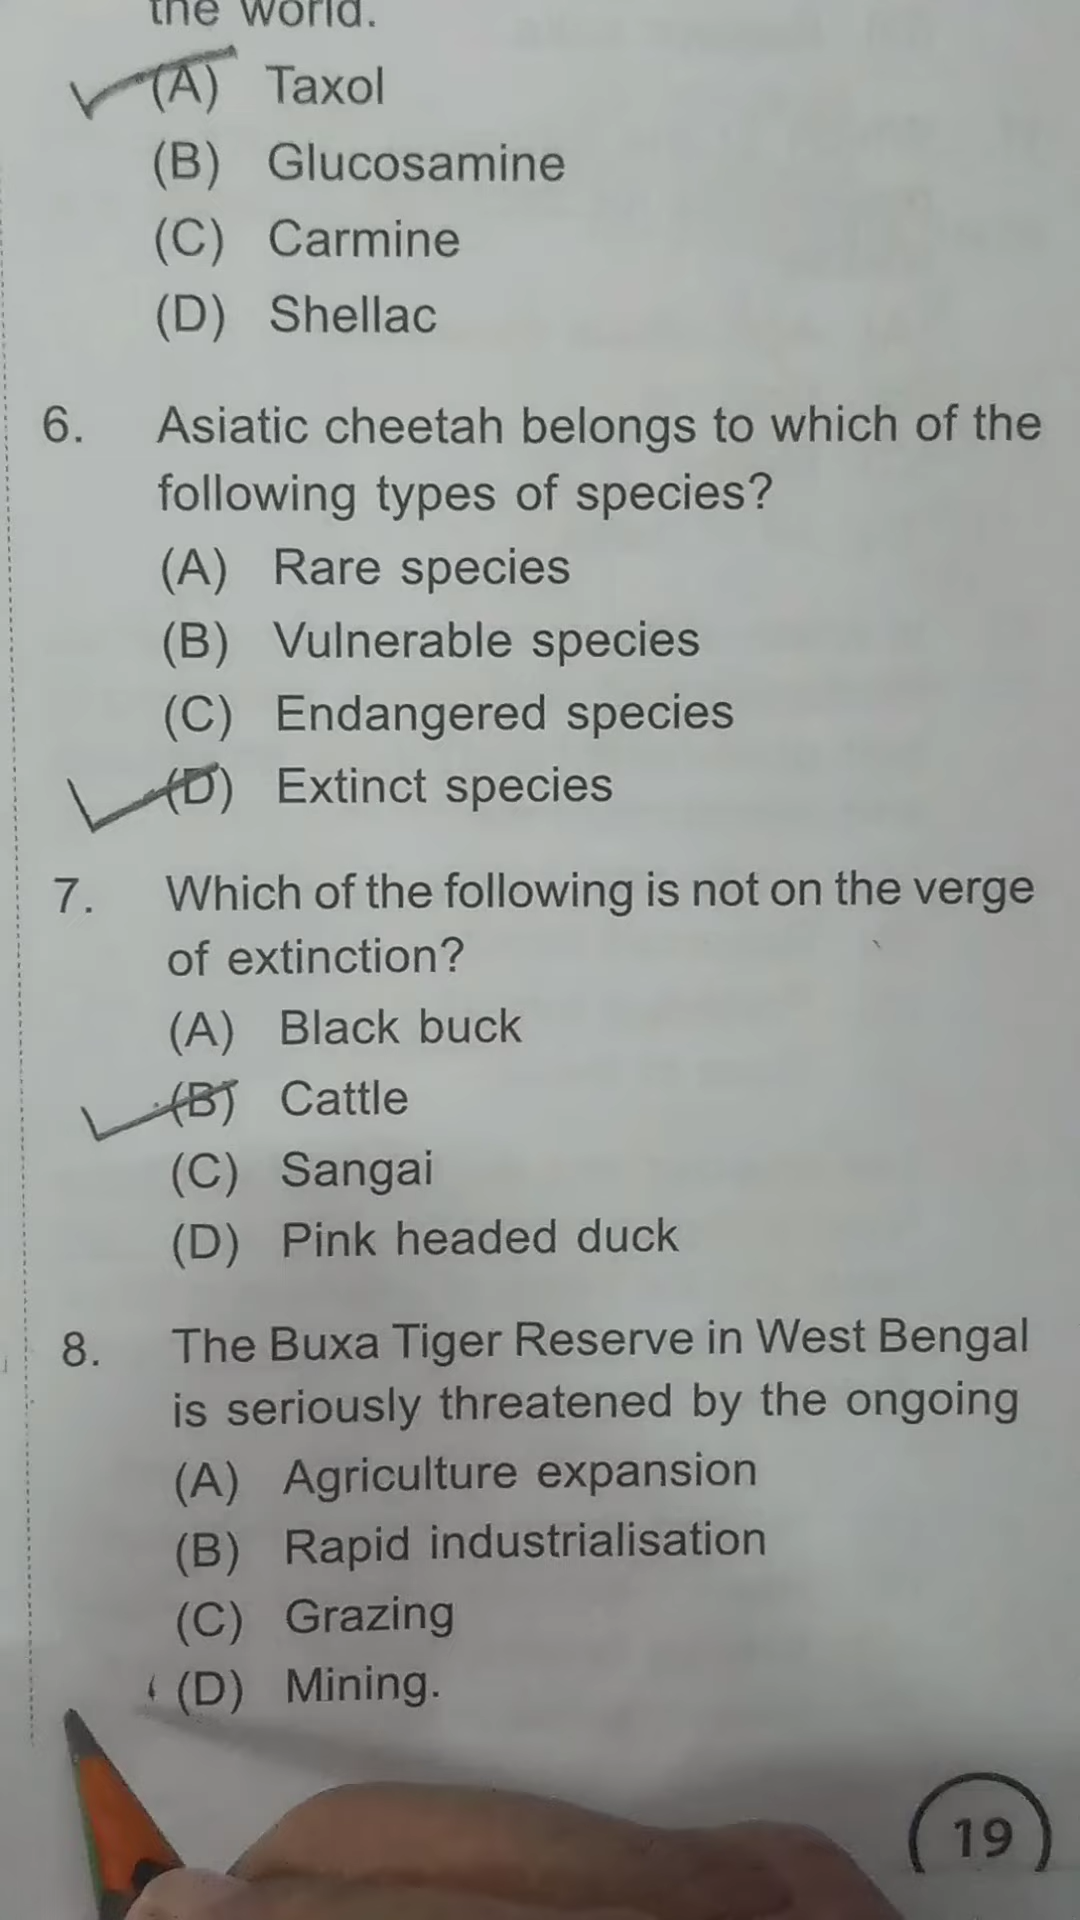 the world.
(A) Taxol
(B) Glucosamine
(C) Carmine
(D) Shellac
6. Asiatic cheetah belongs to which of the
following types of species?
(A) Rare species
(B) Vulnerable species
(C) Endangered species
(D) Extinct species
7. Which of the following is not on the verge
of extinction?
(A) Black buck
(B) Cattle
(C) Sangai
(D) Pink headed duck
8. The Buxa Tiger Reserve in West Bengal
is seriously threatened by the ongoing
(A) Agriculture expansion
(B) Rapid industrialisation
(C) Grazing
(D) Mining.
19